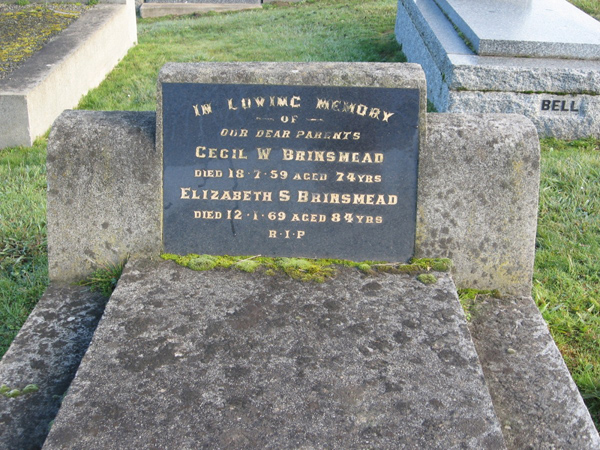 IN LOVING MEMORY
OF
OUR DEAR PARENTS
CECIL W BRINSMEAD
DIED 18·7·59 AGED 74YRS
ELIZABETH S BRINSMEAD
DIED 12·1·69 AGED 84YRS
R·I·P
BELL